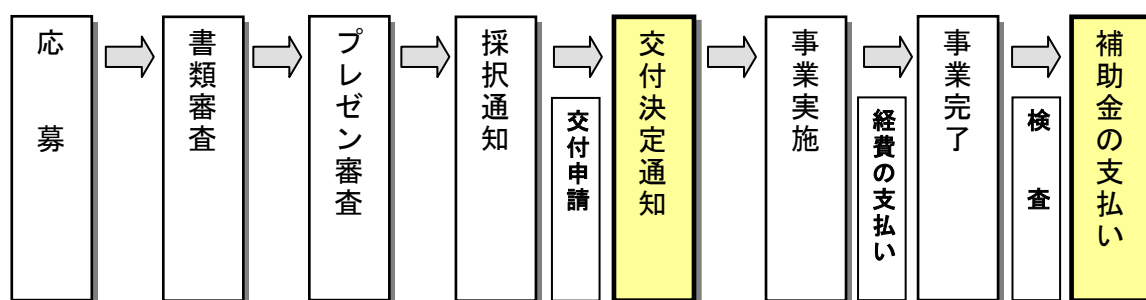 応募
書類審査
プレゼン審査
採択通知
交付申請
交付決定通知
事業実施
経費の支払い
事業完了
検査
補助金の支払い